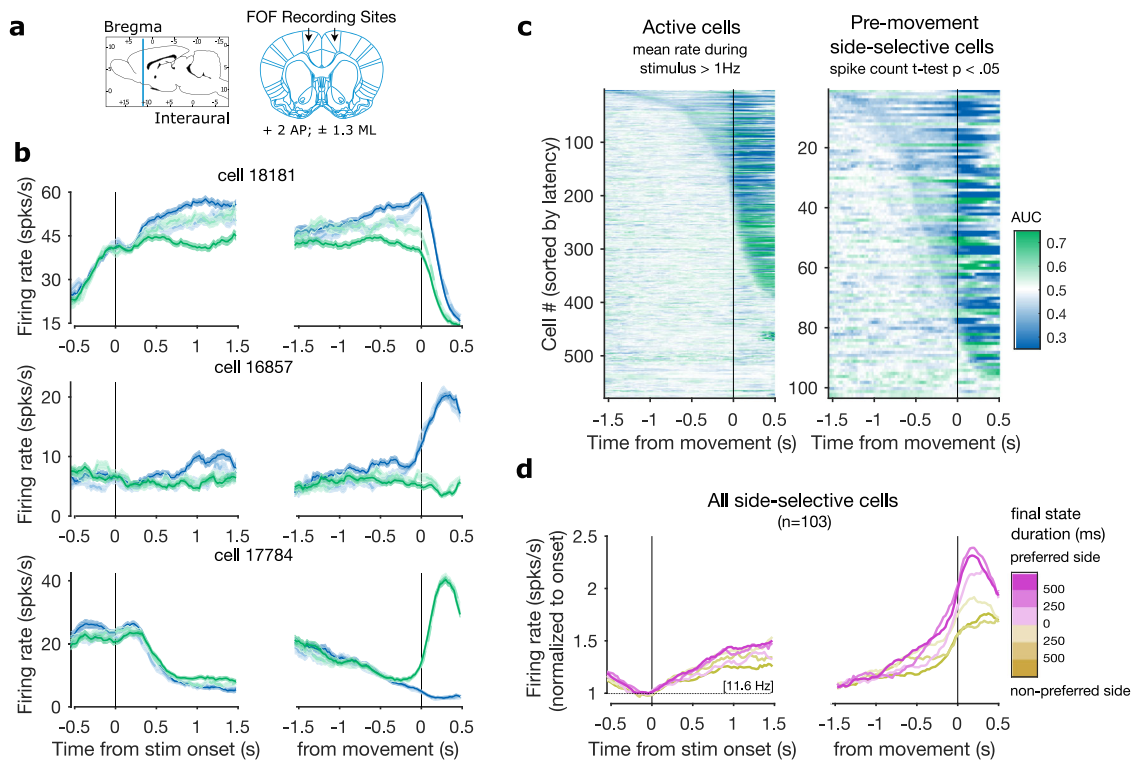 a
Bregma
FOF Recording Sites
Interaural
+ 2 AP; ± 1.3 ML
b
cell 18181
Firing rate (spks/s)
60
45
30
15
-0.5 0 0.5 1 1.5
-1.5 -1 -0.5 0 0.5
cell 16857
Firing rate (spks/s)
20
10
0
-0.5 0 0.5 1 1.5
-1.5 -1 -0.5 0 0.5
cell 17784
Firing rate (spks/s)
40
20
0
-0.5 0 0.5 1 1.5
-1.5 -1 -0.5 0 0.5
Time from stim onset (s)
from movement (s)
c
Active cells
mean rate during
stimulus > 1Hz
Pre-movement
side-selective cells
spike count t-test p < .05
Cell # (sorted by latency)
100
200
300
400
500
-1.5 -1 -0.5 0 0.5
Time from movement (s)
20
40
60
80
100
-1.5 -1 -0.5 0 0.5
Time from movement (s)
AUC
0.7
0.6
0.5
0.4
0.3
d
All side-selective cells
(n=103)
Firing rate (spks/s)
(normalized to onset)
2.5
2
1.5
1
[11.6 Hz]
-0.5 0 0.5 1 1.5
-1.5 -1 -0.5 0 0.5
Time from stim onset (s)
from movement (s)
final state
duration (ms)
preferred side
500
250
0
250
500
non-preferred side